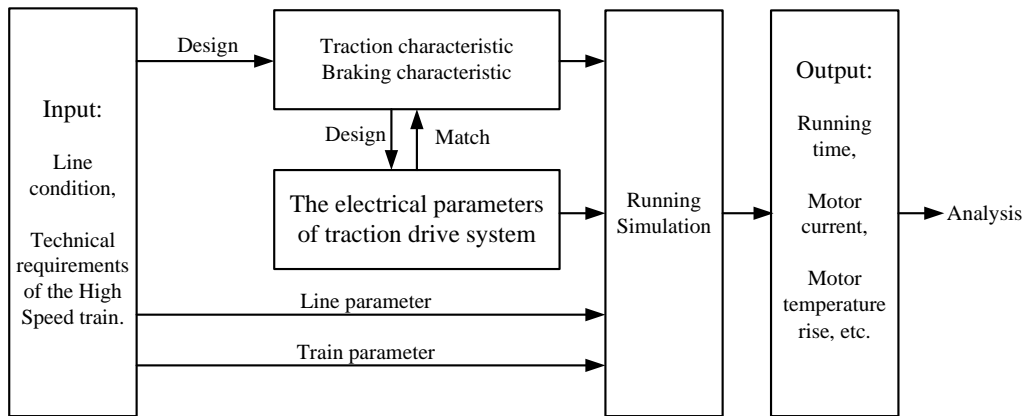 Input:
Line
condition,
Technical
requirements
of the High
Speed train.
Design
Traction characteristic
Braking characteristic
Design
Match
The electrical parameters
of traction drive system
Line parameter
Train parameter
Running
Simulation
Output:
Running
time,
Motor
current,
Motor
temperature
rise, etc.
Analysis